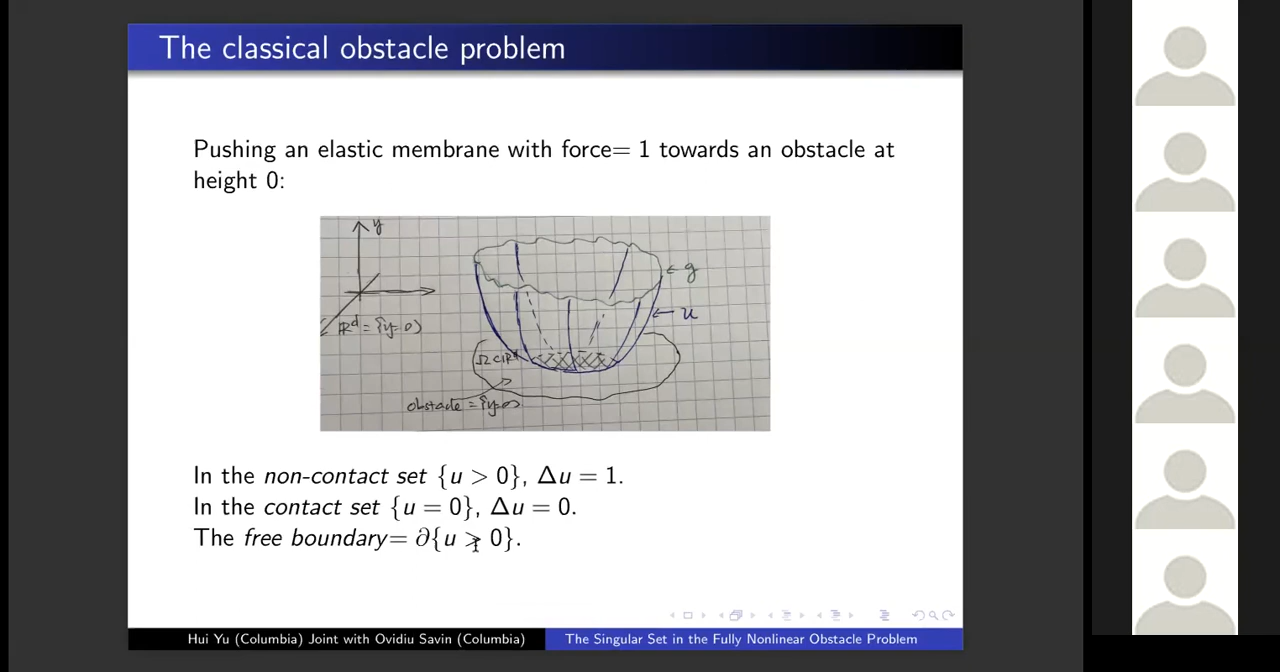 The classical obstacle problem
Pushing an elastic membrane with force= 1 towards an obstacle at
height 0:
y
g
ℝᵈ = {y=0}
u
Ω⊂ℝᵈ
obstacle = {y=0}
In the non-contact set {u > 0}, Δu = 1.
In the contact set {u = 0}, Δu = 0.
The free boundary= ∂{u > 0}.
Hui Yu (Columbia) Joint with Ovidiu Savin (Columbia)
The Singular Set in the Fully Nonlinear Obstacle Problem